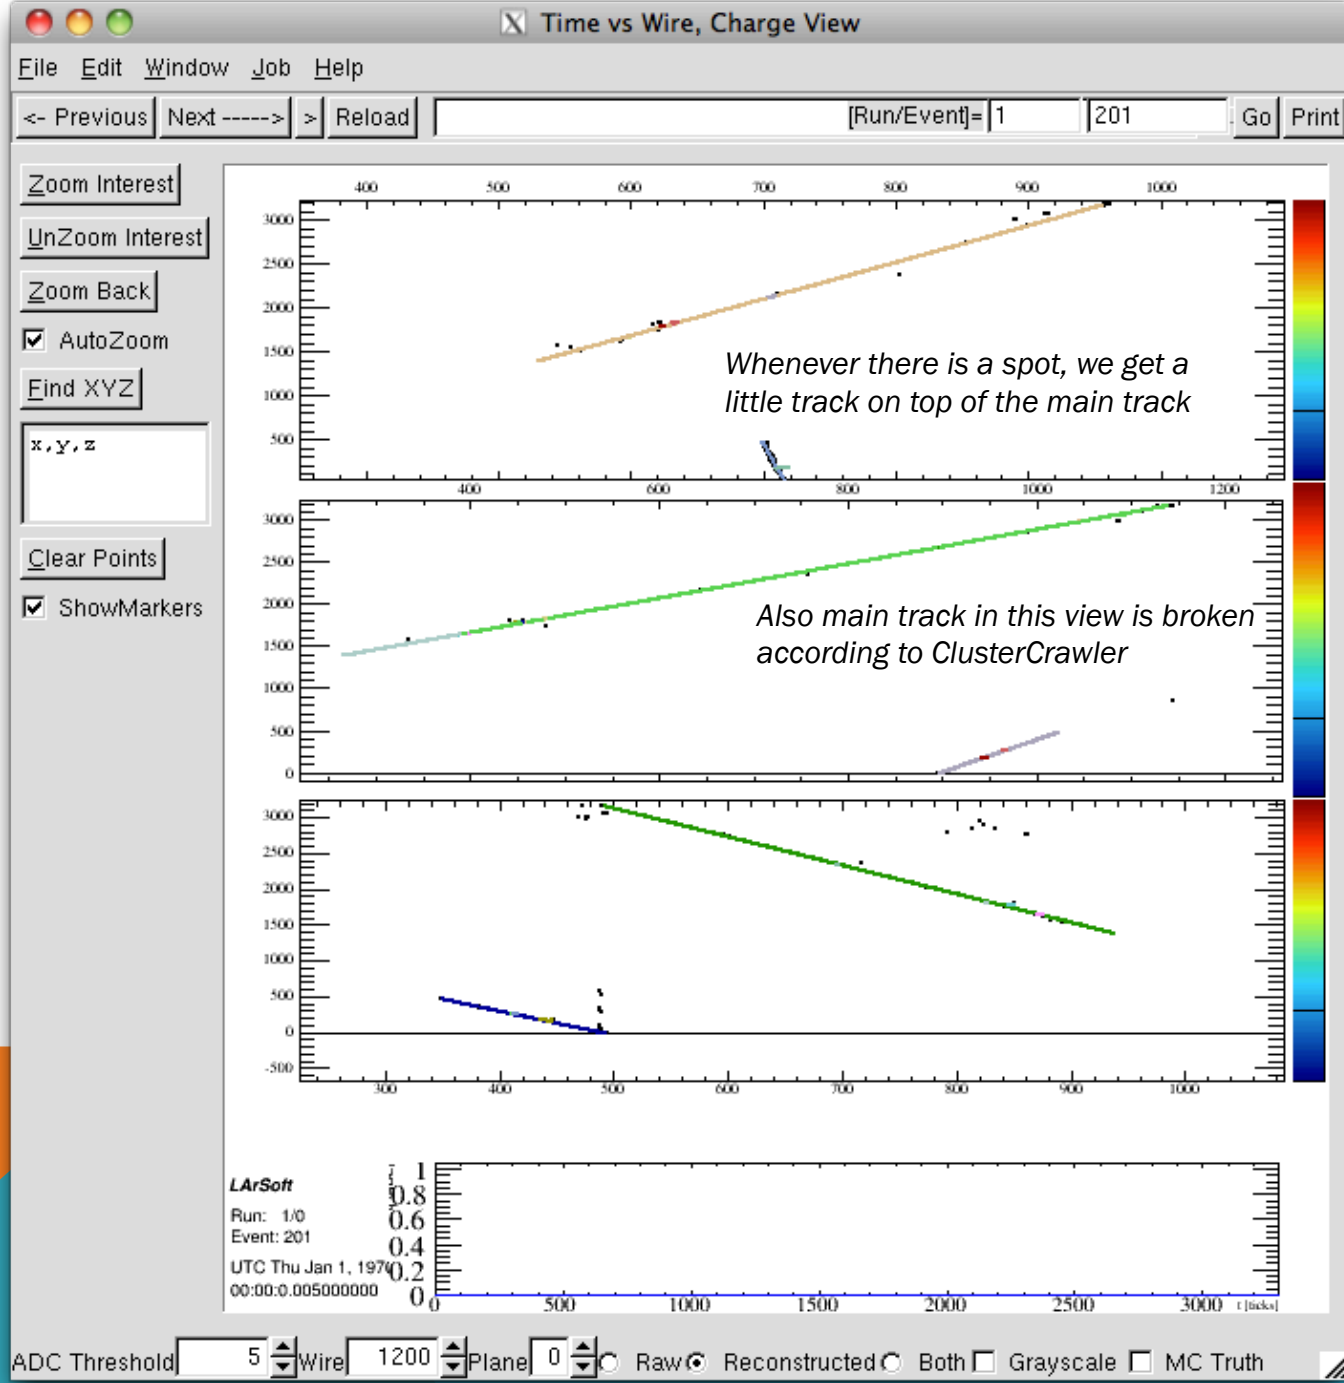 Time vs Wire, Charge View
File Edit Window Job Help
<- Previous Next -----> > Reload [Run/Event]= 1 201 Go Print
Zoom Interest
UnZoom Interest
Zoom Back
AutoZoom
Find XYZ
x,y,z
Clear Points
ShowMarkers
400 500 600 700 800 900 1000
3000
2500
2000
1500
1000
500
Whenever there is a spot, we get a
little track on top of the main track
400 600 800 1000 1200
3000
2500
2000
1500
1000
500
0
Also main track in this view is broken
according to ClusterCrawler
3000
2500
2000
1500
1000
500
0
-500
300 400 500 600 700 800 900 1000
LArSoft
Run: 1/0
Event: 201
UTC Thu Jan 1, 1970
00:00:0.005000000
1
0.8
0.6
0.4
0.2
0
0 500 1000 1500 2000 2500 3000 t [ticks]
ADC Threshold 5 Wire 1200 Plane 0 Raw Reconstructed Both Grayscale MC Truth